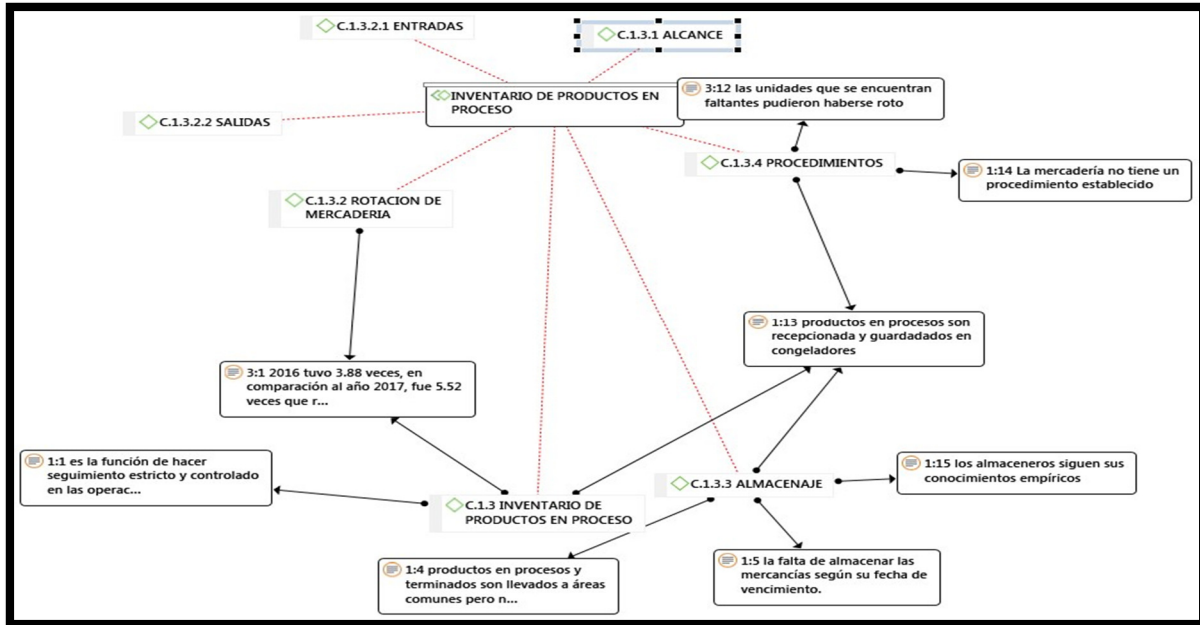 C.1.3.2.1 ENTRADAS
C.1.3.1 ALCANCE
INVENTARIO DE PRODUCTOS EN
PROCESO
3:12 las unidades que se encuentran
faltantes pudieron haberse roto
C.1.3.2.2 SALIDAS
C.1.3.4 PROCEDIMIENTOS
1:14 La mercadería no tiene un
procedimiento establecido
C.1.3.2 ROTACION DE
MERCADERIA
1:13 productos en procesos son
recepcionada y guardadados en
congeladores
3:1 2016 tuvo 3.88 veces, en
comparación al año 2017, fue 5.52
veces que r...
1:1 es la función de hacer
seguimiento estricto y controlado
en las operac...
C.1.3 INVENTARIO DE
PRODUCTOS EN PROCESO
C.1.3.3 ALMACENAJE
1:15 los almaceneros siguen sus
conocimientos empíricos
1:4 productos en procesos y
terminados son llevados a áreas
comunes pero n...
1:5 la falta de almacenar las
mercancías según su fecha de
vencimiento.